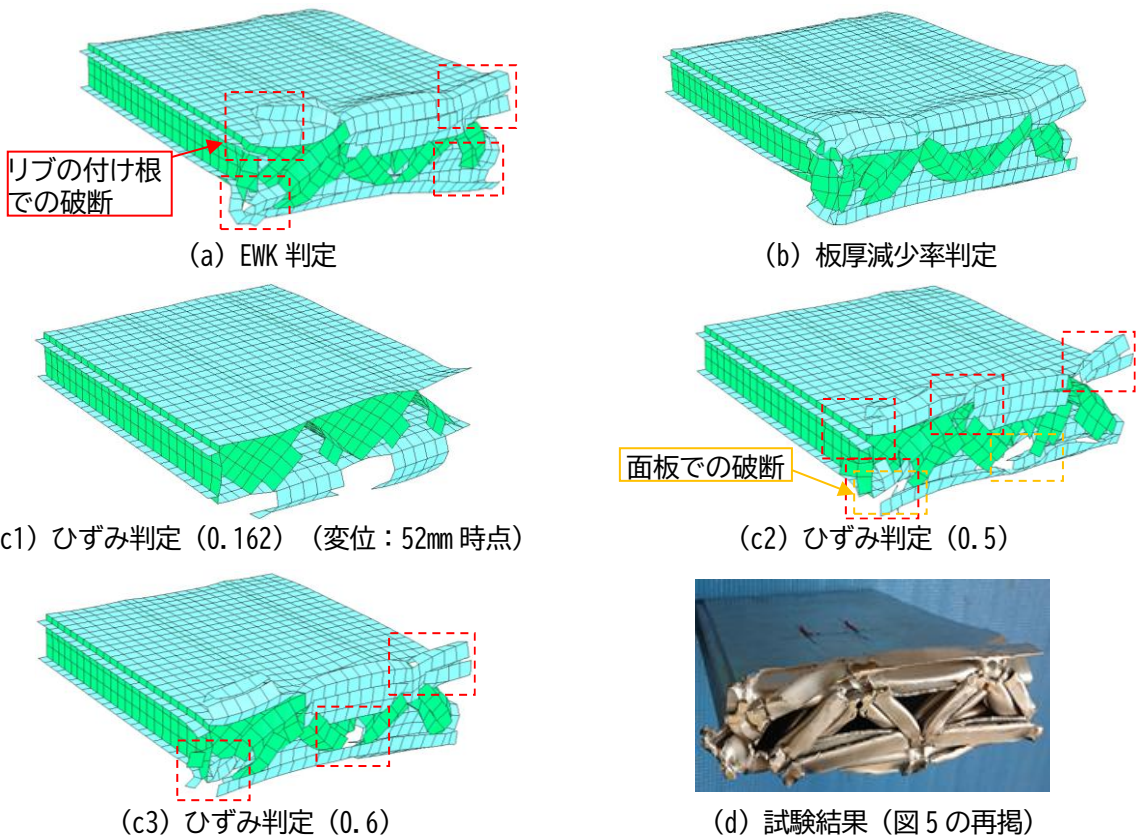 リブの付け根
での破断
(a) EWK 判定
(b) 板厚減少率判定
c1) ひずみ判定 (0.162) (変位：52mm 時点)
面板での破断
(c2) ひずみ判定 (0.5)
(c3) ひずみ判定 (0.6)
(d) 試験結果 (図 5 の再掲)